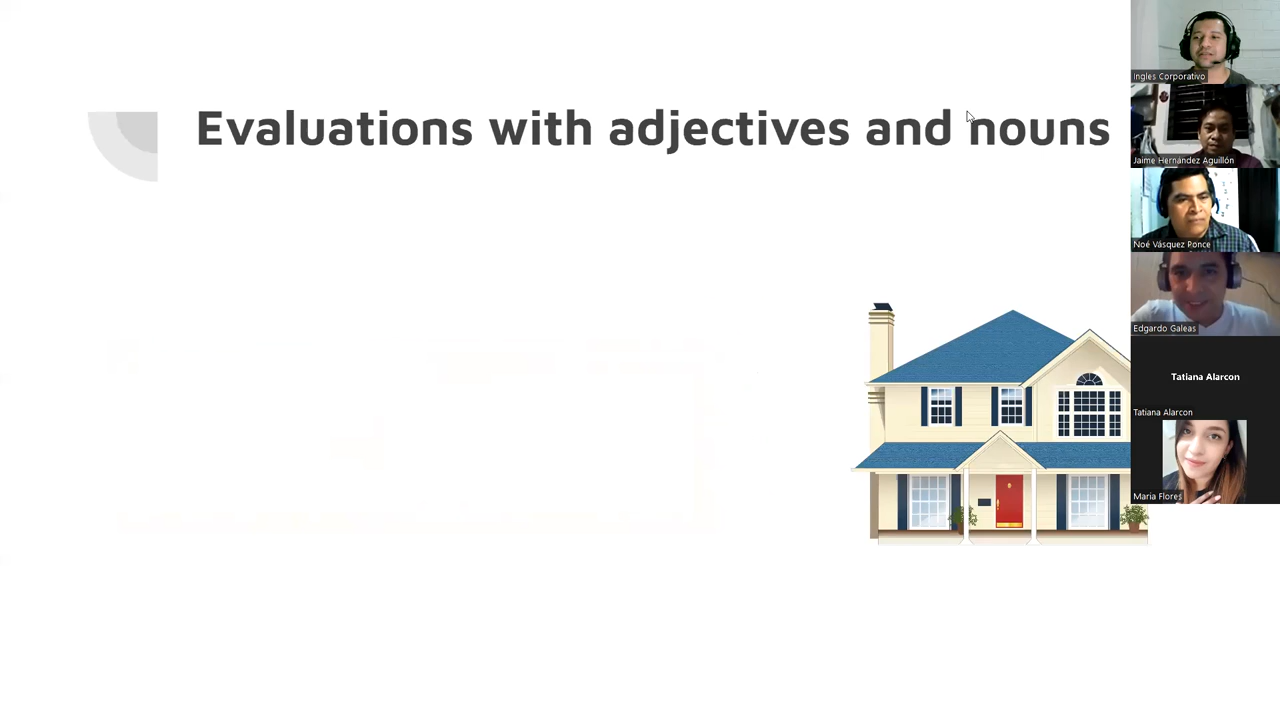 Evaluations with adjectives and nouns
Ingles Corporativo
Jaime Hernández Aguillón
Noé Vásquez Ponce
Edgardo Galeas
Tatiana Alarcon
Tatiana Alarcon
Maria Flores